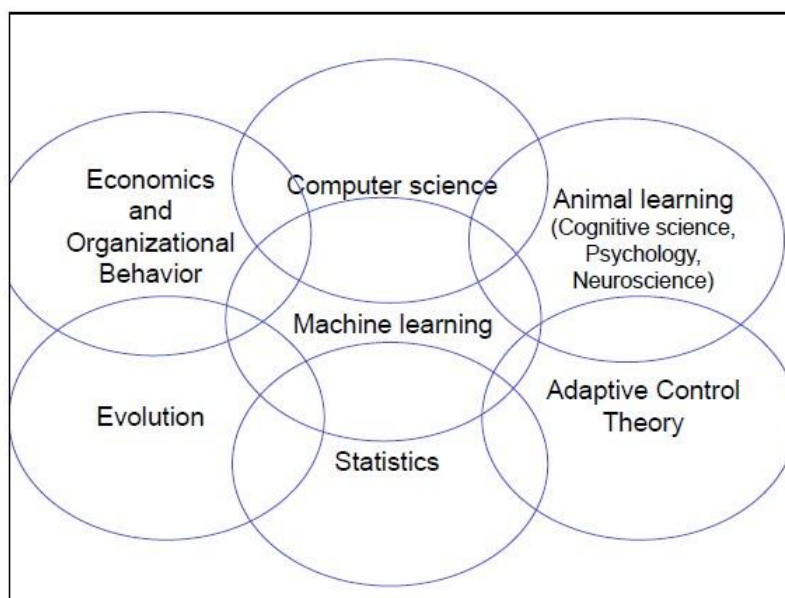 Economics
and
Organizational
Behavior
Computer science
Animal learning
(Cognitive science,
Psychology,
Neuroscience)
Machine learning
Evolution
Adaptive Control
Theory
Statistics